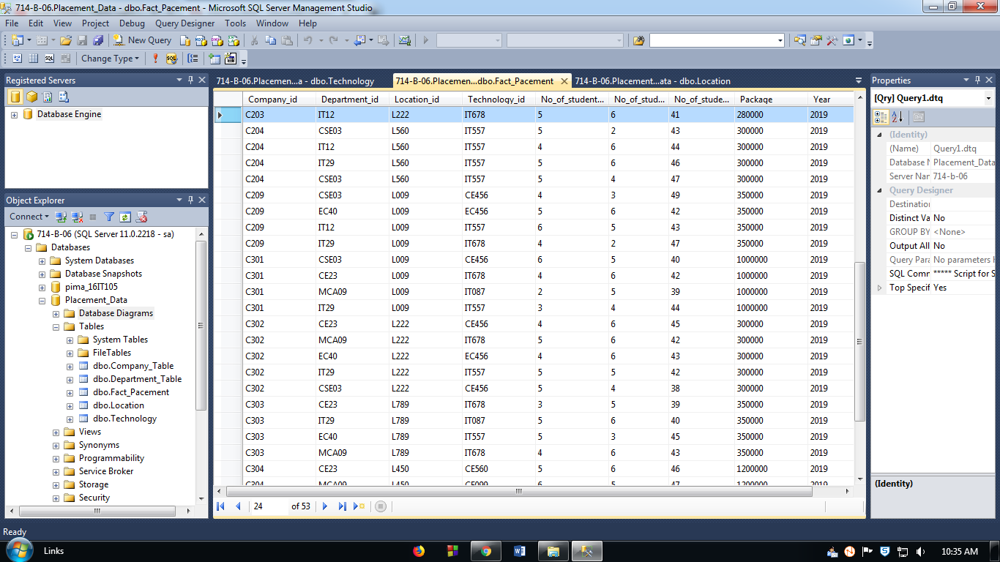 714-B-06.Placement_Data - dbo.Fact_Pacement - Microsoft SQL Server Management Studio
File Edit View Project Debug Query Designer Tools Window Help
New Query
Change Type
Registered Servers
Database Engine
Object Explorer
Connect
714-B-06 (SQL Server 11.0.2218 - sa)
Databases
System Databases
Database Snapshots
pima_16IT105
Placement_Data
Database Diagrams
Tables
System Tables
FileTables
dbo.Company_Table
dbo.Department_Table
dbo.Fact_Pacement
dbo.Location
dbo.Technology
Views
Synonyms
Programmability
Service Broker
Storage
Security
714-B-06.Placemen...a - dbo.Technology 714-B-06.Placemen...dbo.Fact_Pacement 714-B-06.Placement...ata - dbo.Location
Company_id Department_id Location_id Technology_id No_of_student... No_of_stud... No_of_stude... Package Year
C203 IT12 L222 IT678 5 6 41 280000 2019
C204 CSE03 L560 IT557 5 2 43 300000 2019
C204 IT12 L560 IT557 4 6 44 300000 2019
C204 IT29 L560 IT557 5 6 46 300000 2019
C204 CSE03 L560 IT557 5 4 47 300000 2019
C209 CSE03 L009 CE456 4 3 49 350000 2019
C209 EC40 L009 EC456 5 6 42 350000 2019
C209 IT12 L009 IT087 6 5 43 350000 2019
C209 IT29 L009 IT678 4 2 47 350000 2019
C301 CSE03 L009 CE456 6 5 40 1000000 2019
C301 CE23 L009 IT678 4 6 42 1000000 2019
C301 MCA09 L009 IT087 2 5 39 1000000 2019
C301 IT29 L009 IT557 3 4 44 1000000 2019
C302 CE23 L222 CE456 4 6 45 300000 2019
C302 MCA09 L222 IT678 5 6 42 300000 2019
C302 EC40 L222 EC456 4 6 43 300000 2019
C302 IT29 L222 IT557 5 5 42 300000 2019
C302 CSE03 L222 CE456 5 4 38 300000 2019
C303 CE23 L789 IT678 3 5 39 350000 2019
C303 IT29 L789 IT087 5 6 40 350000 2019
C303 EC40 L789 IT557 5 3 45 350000 2019
C303 MCA09 L789 IT678 4 6 43 350000 2019
C304 CE23 L450 CE560 5 6 46 1200000 2019
C304 MCA09 L450 CE099 6 5 47 1200000 2019
24 of 53
Properties
[Qry] Query1.dtq
(Identity)
(Name) Query1.dtq
Database N Placement_Data
Server Nar 714-b-06
Query Designer
Destination
Distinct Va No
GROUP BY <None>
Output All No
Query Para No parameters h
SQL Comm ***** Script for S
Top Specif Yes
(Identity)
Ready
Links
10:35 AM